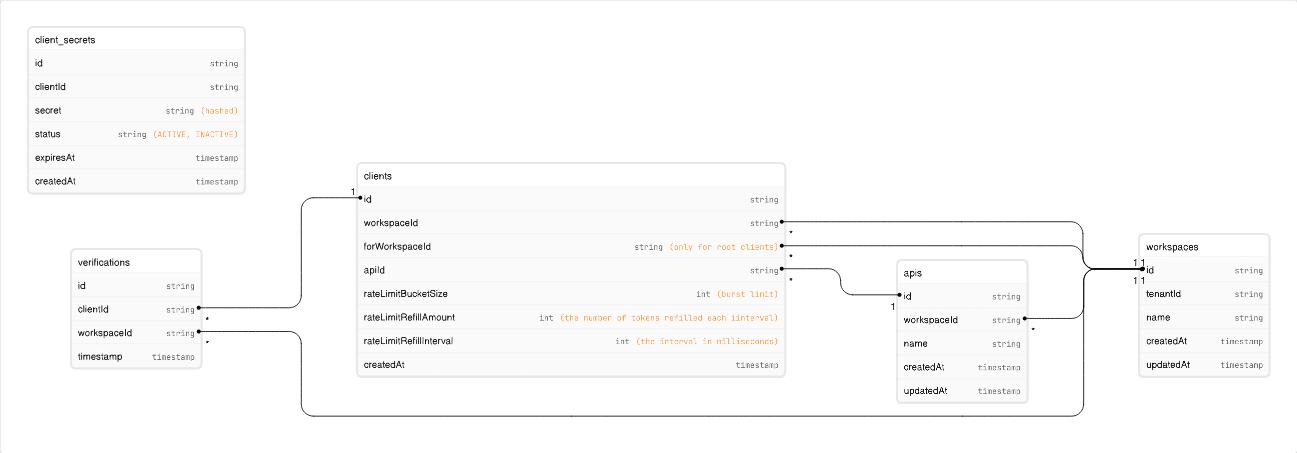 client_secrets
id string
clientId string
secret string (hashed)
status string (ACTIVE, INACTIVE)
expiresAt timestamp
createdAt timestamp
verifications
id string
clientId string
*
workspaceId string
*
timestamp timestamp
clients
1
id string
workspaceId string
*
forWorkspaceId string (only for root clients)
*
apiId string
*
rateLimitBucketSize int (burst limit)
rateLimitRefillAmount int (the number of tokens refilled each iinterval)
rateLimitRefillInterval int (the interval in milliseconds)
createdAt timestamp
apis
id string
1
workspaceId string
*
name string
createdAt timestamp
updatedAt timestamp
workspaces
1 1
id string
1 1
tenantId string
name string
createdAt timestamp
updatedAt timestamp